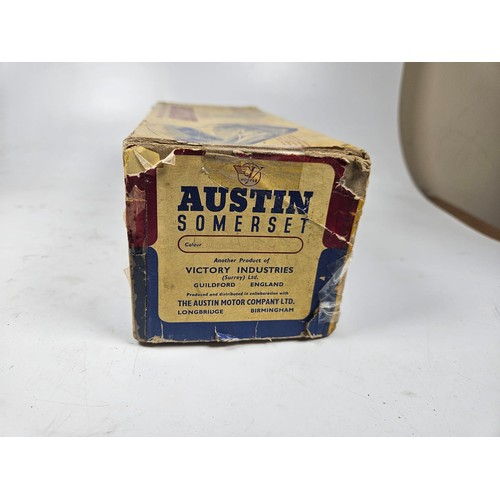 AUSTIN
SOMERSET
Colour
Another Product of
VICTORY INDUSTRIES
(Surrey) Ltd.
GUILDFORD ENGLAND
Produced and distributed in collaboration with
THE AUSTIN MOTOR COMPANY LTD.
LONGBRIDGE BIRMINGHAM